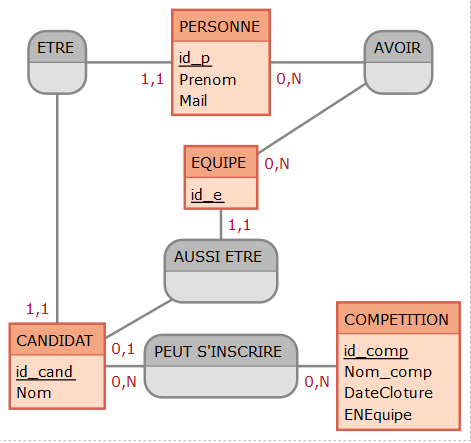 PERSONNE
id_p
Prenom
Mail
ETRE
AVOIR
1,1
0,N
EQUIPE
id_e
0,N
1,1
AUSSI ETRE
1,1
CANDIDAT
id_cand
Nom
0,1
0,N
PEUT S'INSCRIRE
0,N
COMPETITION
id_comp
Nom_comp
DateCloture
ENEquipe